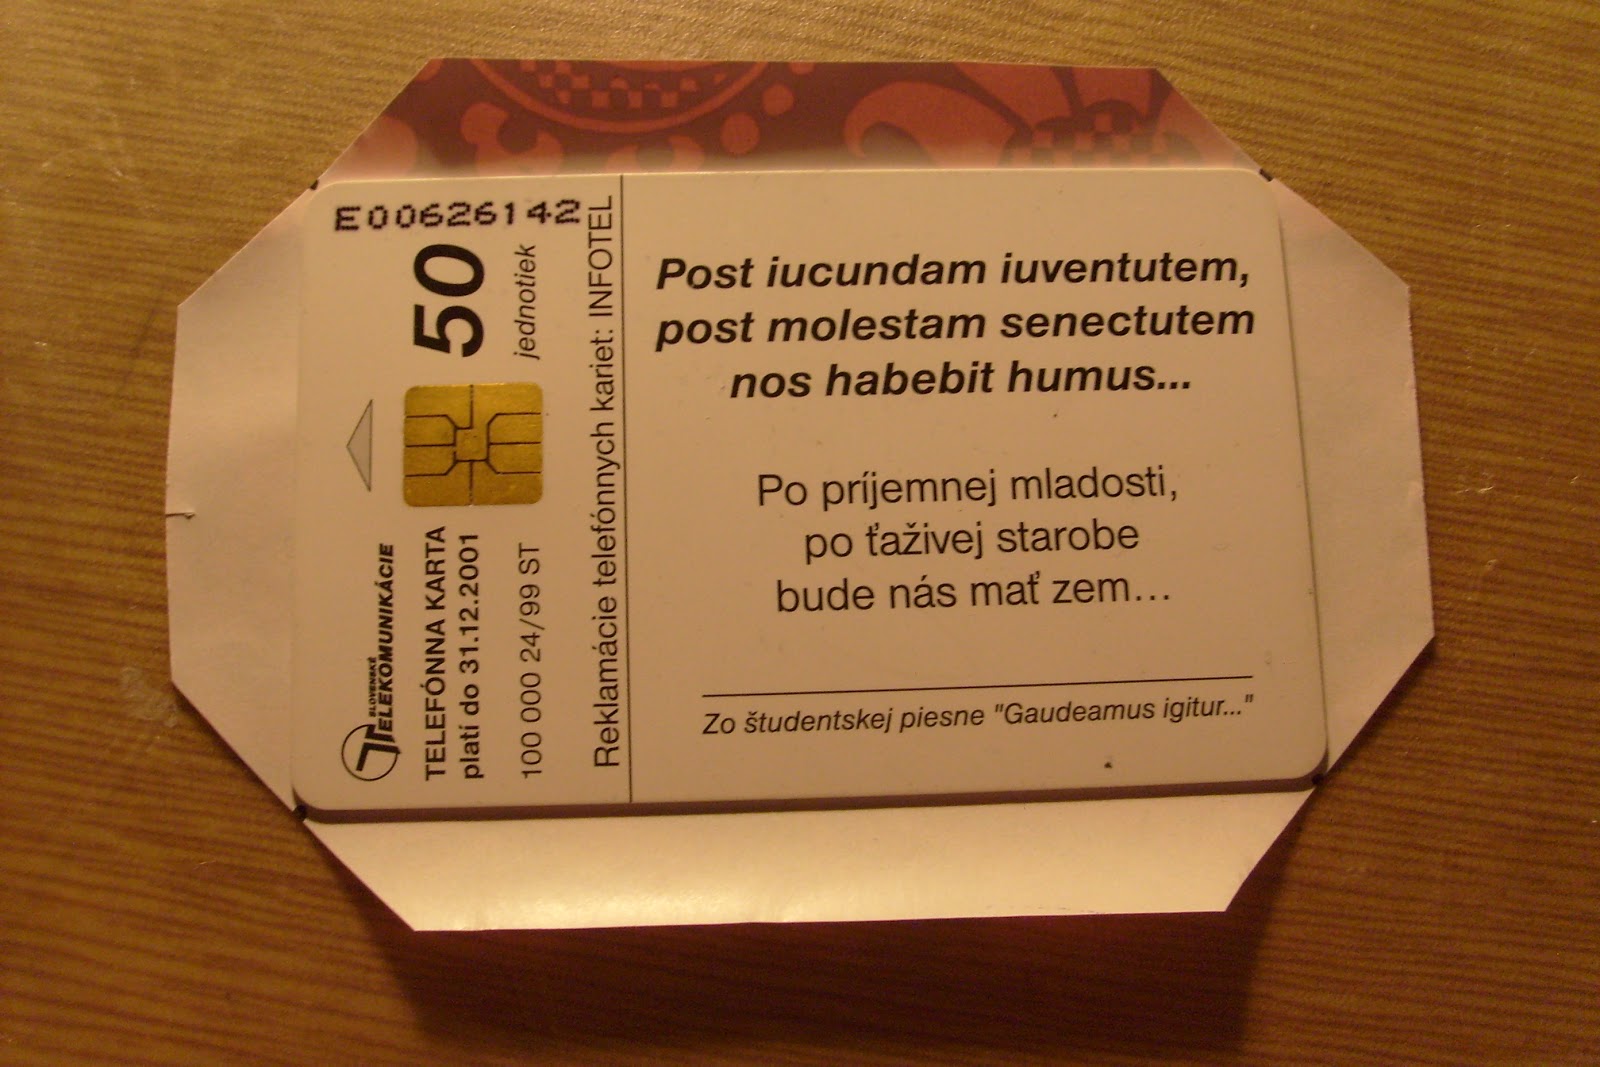 E00626142
50
jednotiek
SLOVENSKÉ
TELEKOMUNIKÁCIE
TELEFÓNNA KARTA
platí do 31.12.2001
100 000 24/99 ST
Reklamácie telefónnych kariet: INFOTEL
Post iucundam iuventutem,
post molestam senectutem
nos habebit humus...
Po príjemnej mladosti,
po ťaživej starobe
bude nás mať zem...
Zo študentskej piesne "Gaudeamus igitur..."